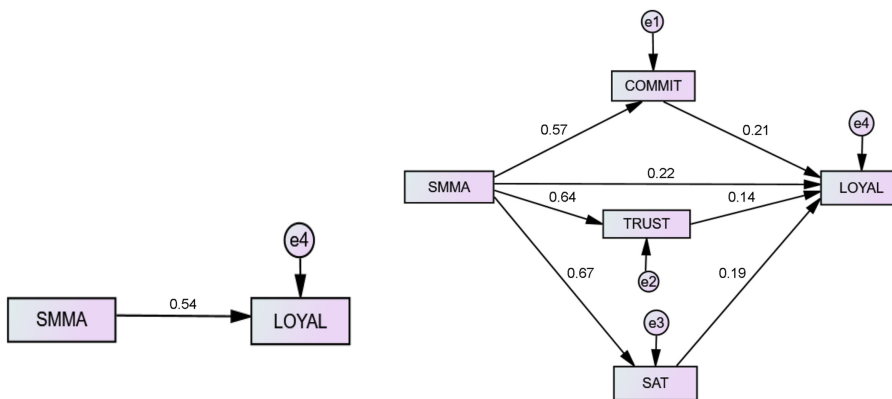 SMMA
0.54
e4
LOYAL
e1
COMMIT
0.57
0.21
e4
SMMA
0.22
LOYAL
0.64
TRUST
0.14
e2
0.67
0.19
e3
SAT